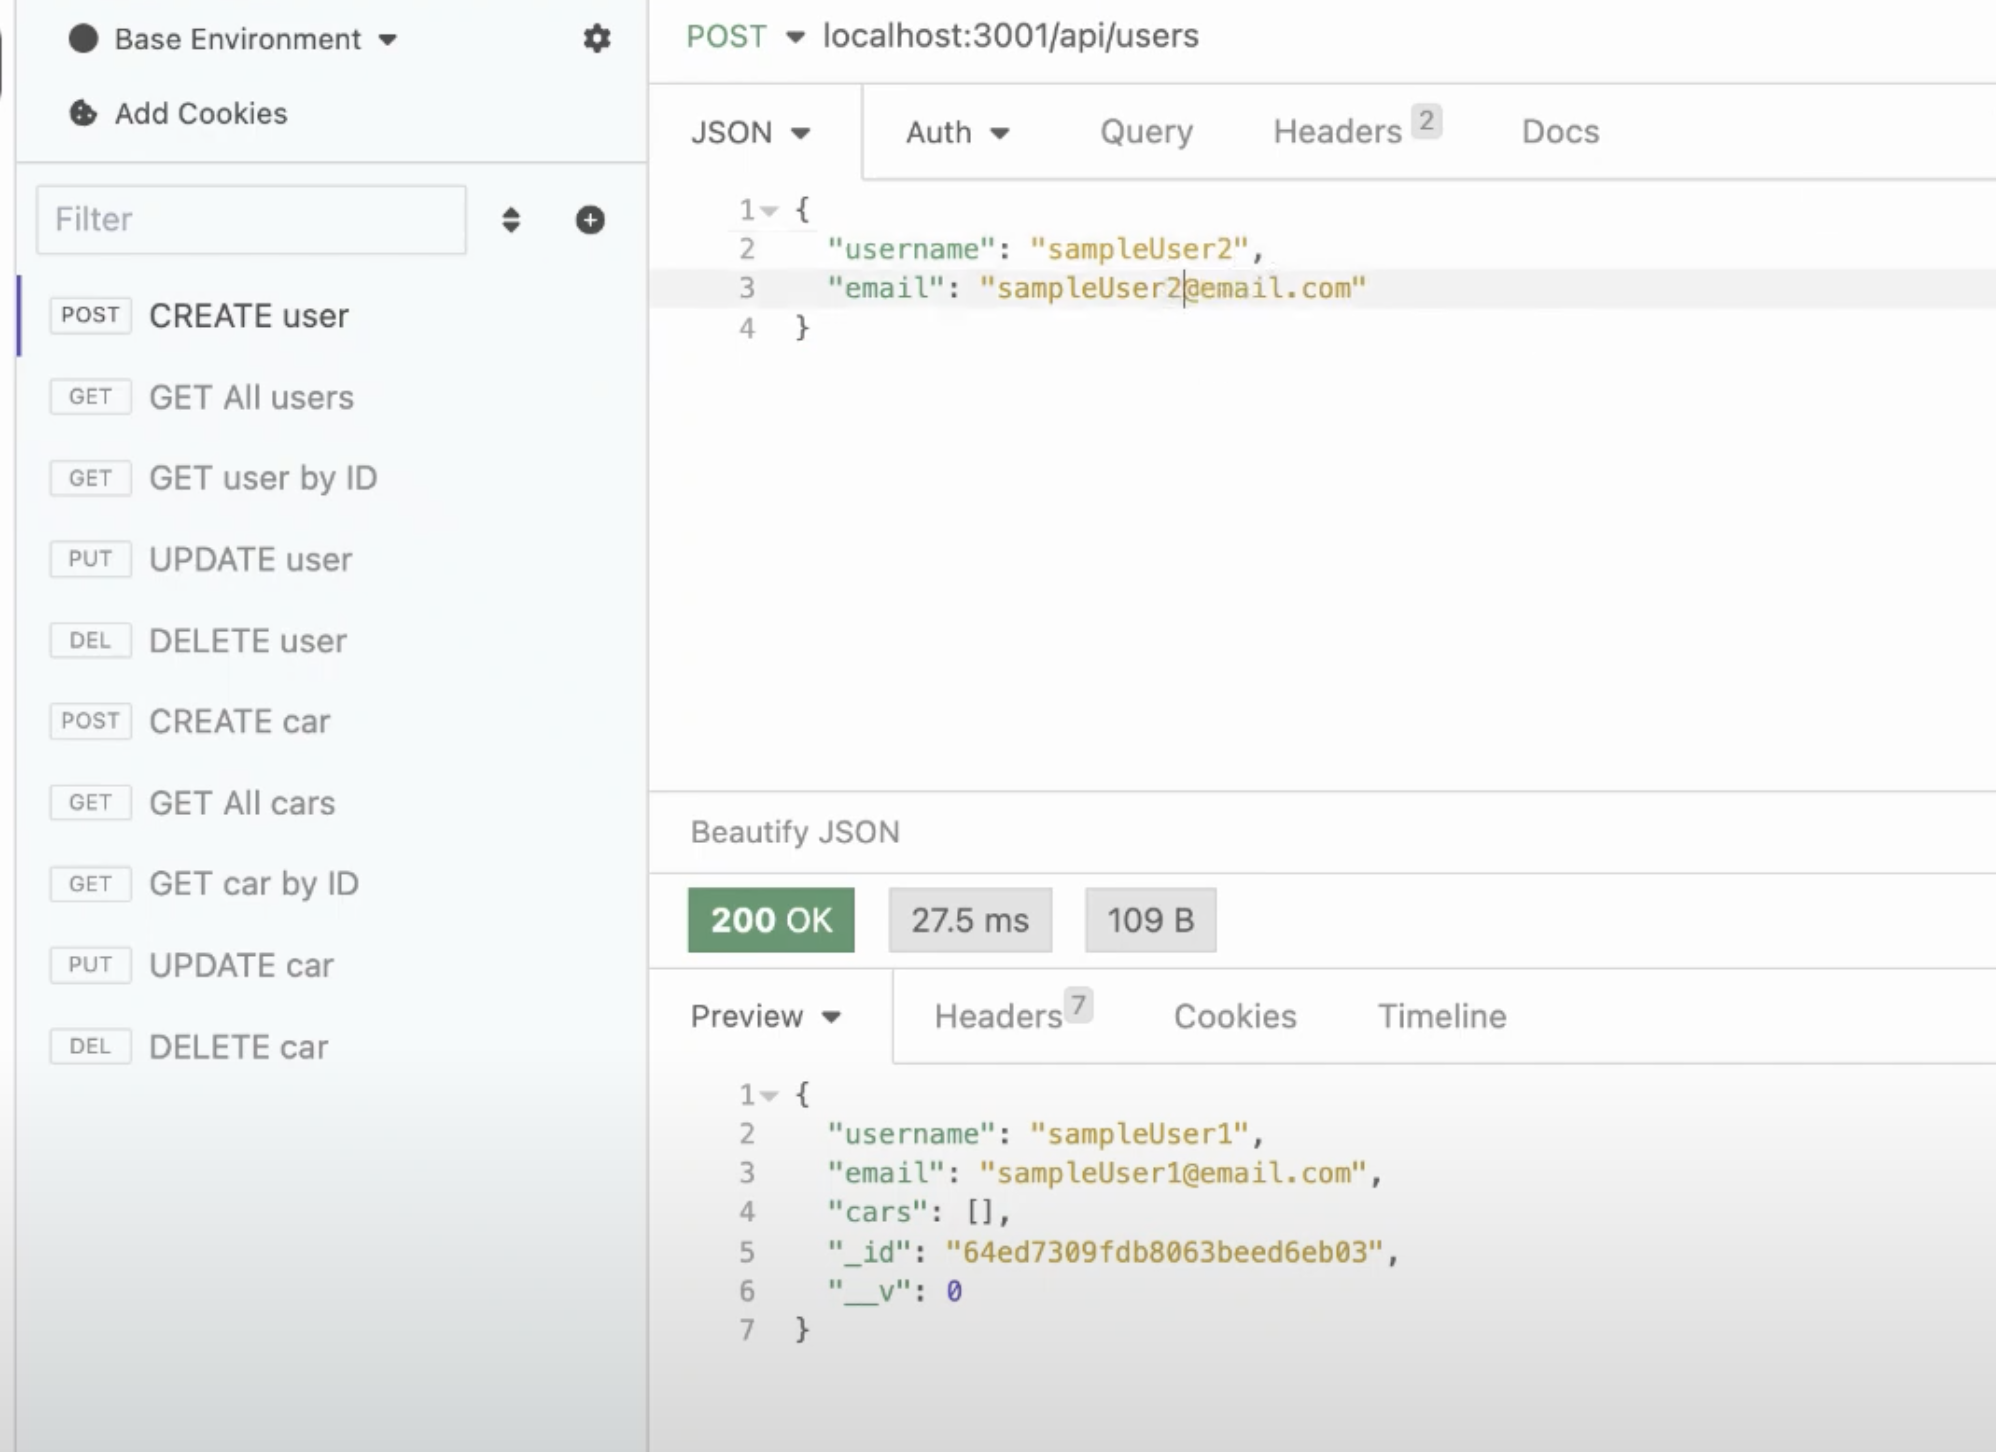 Base Environment
Add Cookies
Filter
POST CREATE user
GET GET All users
GET GET user by ID
PUT UPDATE user
DEL DELETE user
POST CREATE car
GET GET All cars
GET GET car by ID
PUT UPDATE car
DEL DELETE car
POST localhost:3001/api/users
JSON Auth Query Headers 2 Docs
1 {
2 "username": "sampleUser2",
3 "email": "sampleUser2@email.com"
4 }
Beautify JSON
200 OK 27.5 ms 109 B
Preview Headers 7 Cookies Timeline
1 {
2 "username": "sampleUser1",
3 "email": "sampleUser1@email.com",
4 "cars": [],
5 "_id": "64ed7309fdb8063beed6eb03",
6 "__v": 0
7 }